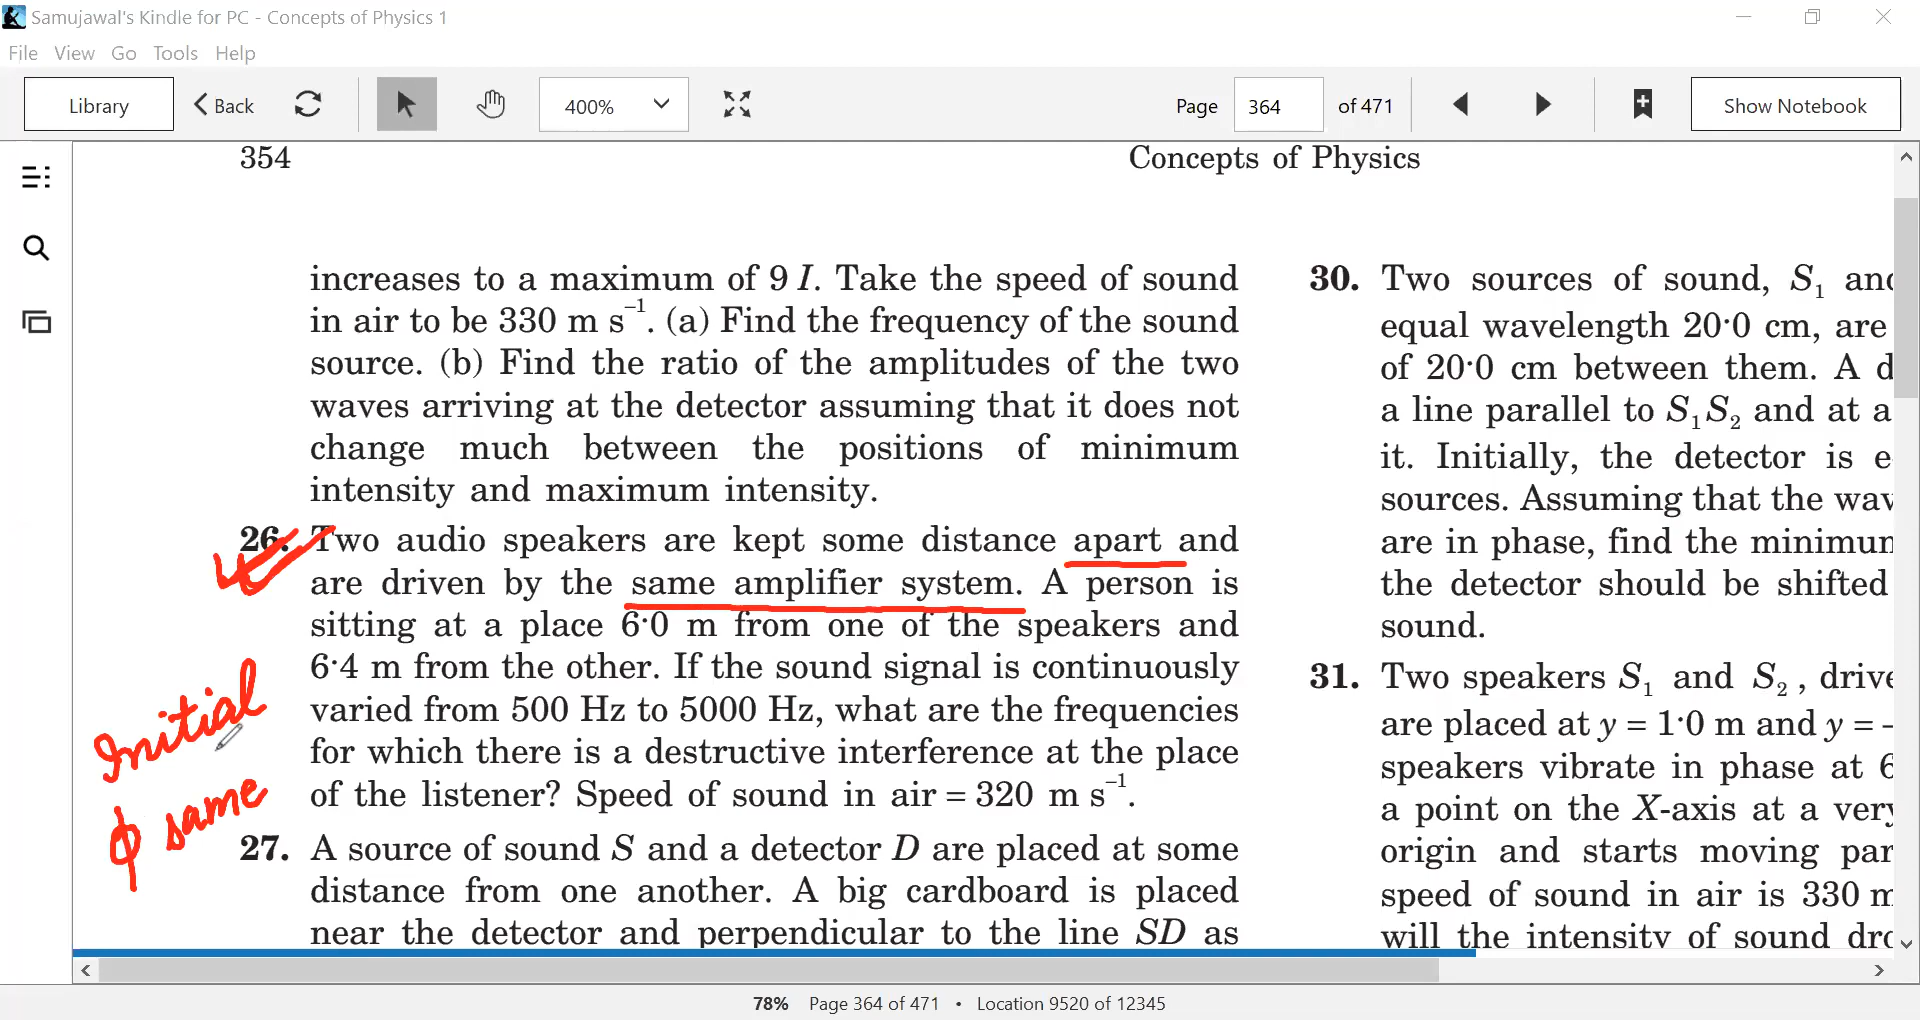 Samujawal's Kindle for PC - Concepts of Physics 1
File View Go Tools Help
Library Back 400% Page 364 of 471 Show Notebook
354 Concepts of Physics
increases to a maximum of 9 I. Take the speed of sound
in air to be 330 m s⁻¹. (a) Find the frequency of the sound
source. (b) Find the ratio of the amplitudes of the two
waves arriving at the detector assuming that it does not
change much between the positions of minimum
intensity and maximum intensity.
26. Two audio speakers are kept some distance apart and
are driven by the same amplifier system. A person is
sitting at a place 6·0 m from one of the speakers and
6·4 m from the other. If the sound signal is continuously
varied from 500 Hz to 5000 Hz, what are the frequencies
for which there is a destructive interference at the place
of the listener? Speed of sound in air = 320 m s⁻¹.
Initial
ϕ same
27. A source of sound S and a detector D are placed at some
distance from one another. A big cardboard is placed
near the detector and perpendicular to the line SD as
30. Two sources of sound, S₁ and
equal wavelength 20·0 cm, are
of 20·0 cm between them. A d
a line parallel to S₁S₂ and at a
it. Initially, the detector is e
sources. Assuming that the wav
are in phase, find the minimum
the detector should be shifted
sound.
31. Two speakers S₁ and S₂, drive
are placed at y = 1·0 m and y = -
speakers vibrate in phase at 6
a point on the X-axis at a very
origin and starts moving par
speed of sound in air is 330 m
will the intensity of sound dro
78% Page 364 of 471 • Location 9520 of 12345